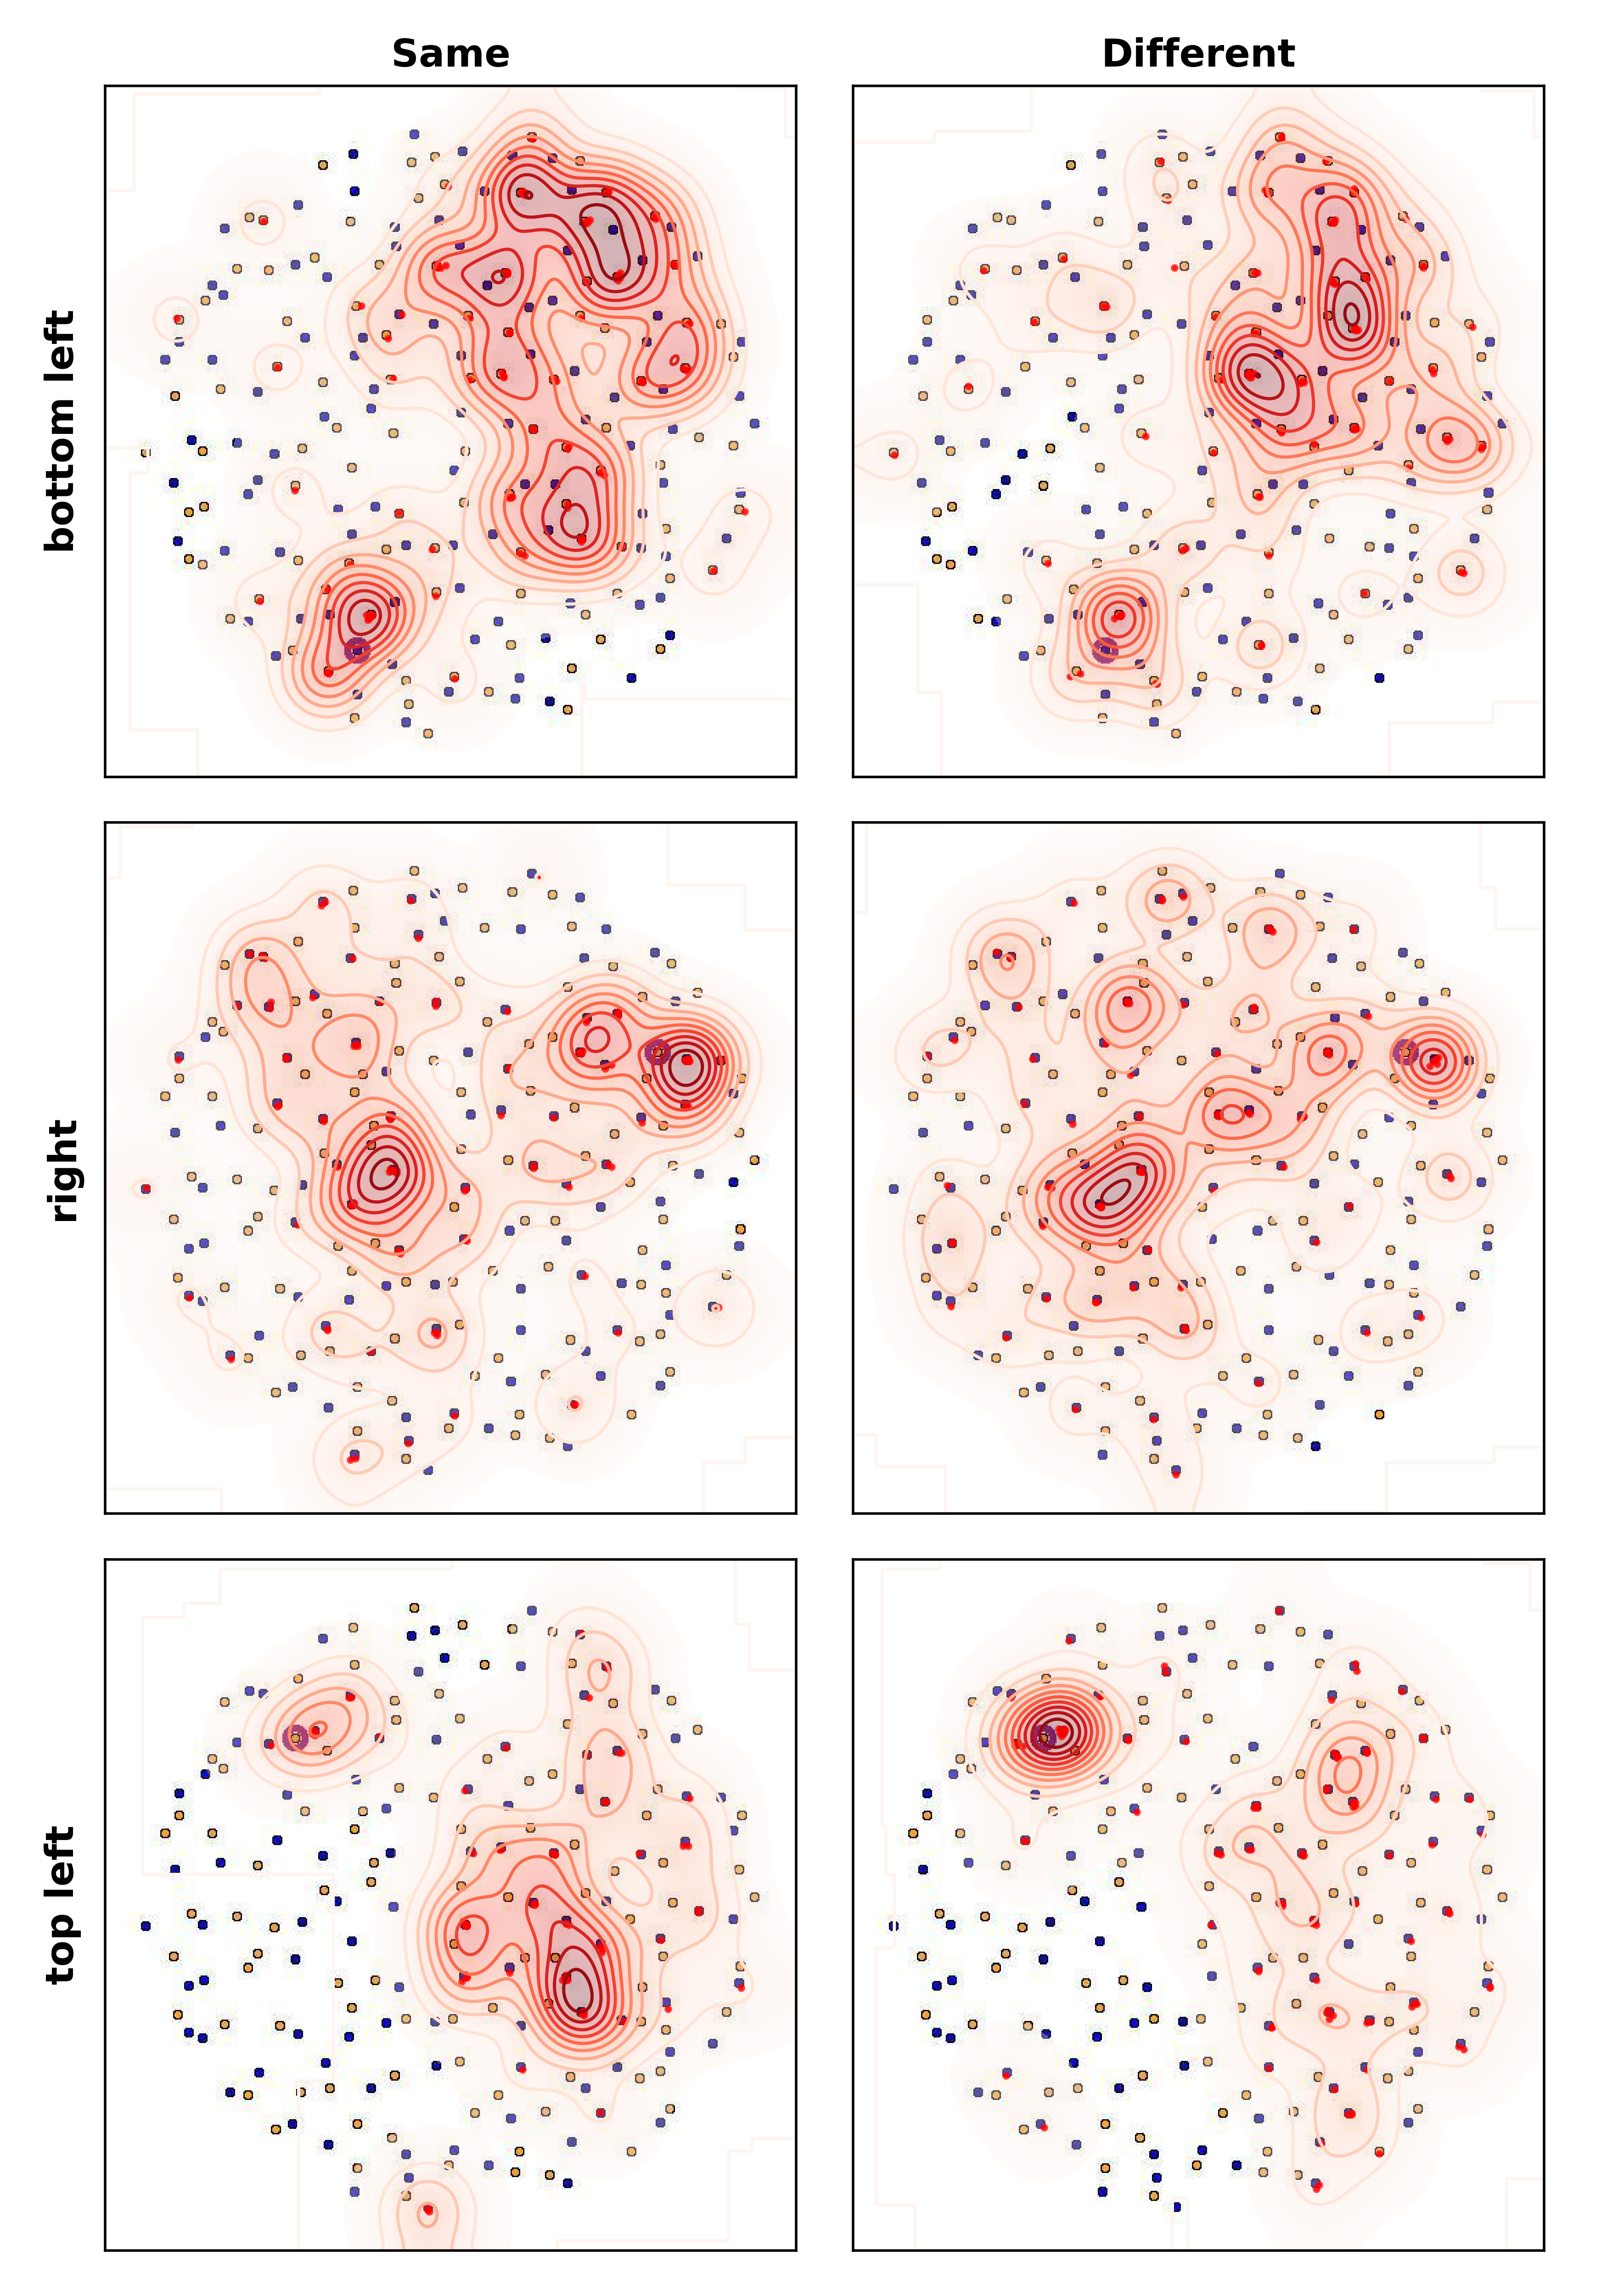 Same
Different
bottom left
right
top left